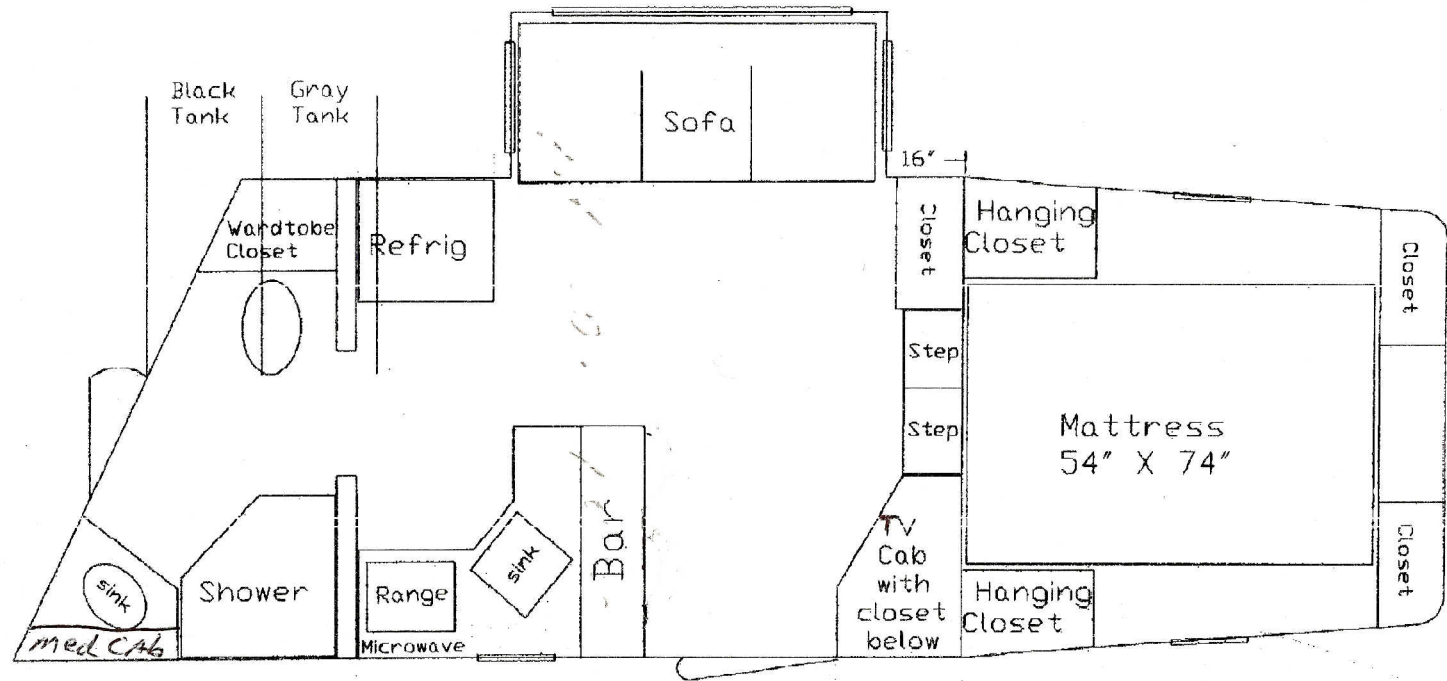 Black
Tank
Gray
Tank
Sofa
16"
Wardtobe
Closet
Refrig
Closet
Hanging
Closet
Closet
Step
Step
Mattress
54" X 74"
Shower
sink
med CAb
Range
Microwave
sink
Bar
TV
Cab
with
closet
below
Hanging
Closet
Closet